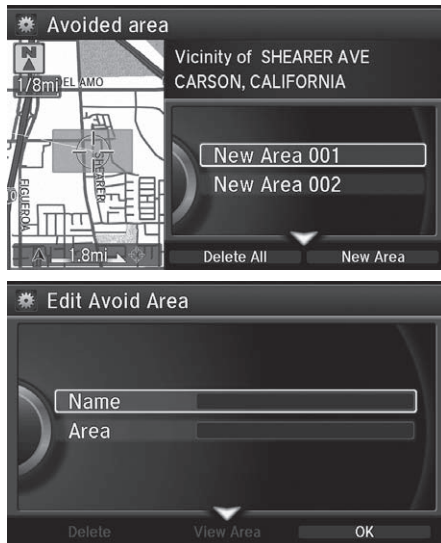 Avoided area
N
1/8mi
DEL AMO
SHEARER
FIGUEROA
1.8mi
Vicinity of SHEARER AVE
CARSON, CALIFORNIA
New Area 001
New Area 002
Delete All
New Area
Edit Avoid Area
Name
Area
Delete
View Area
OK